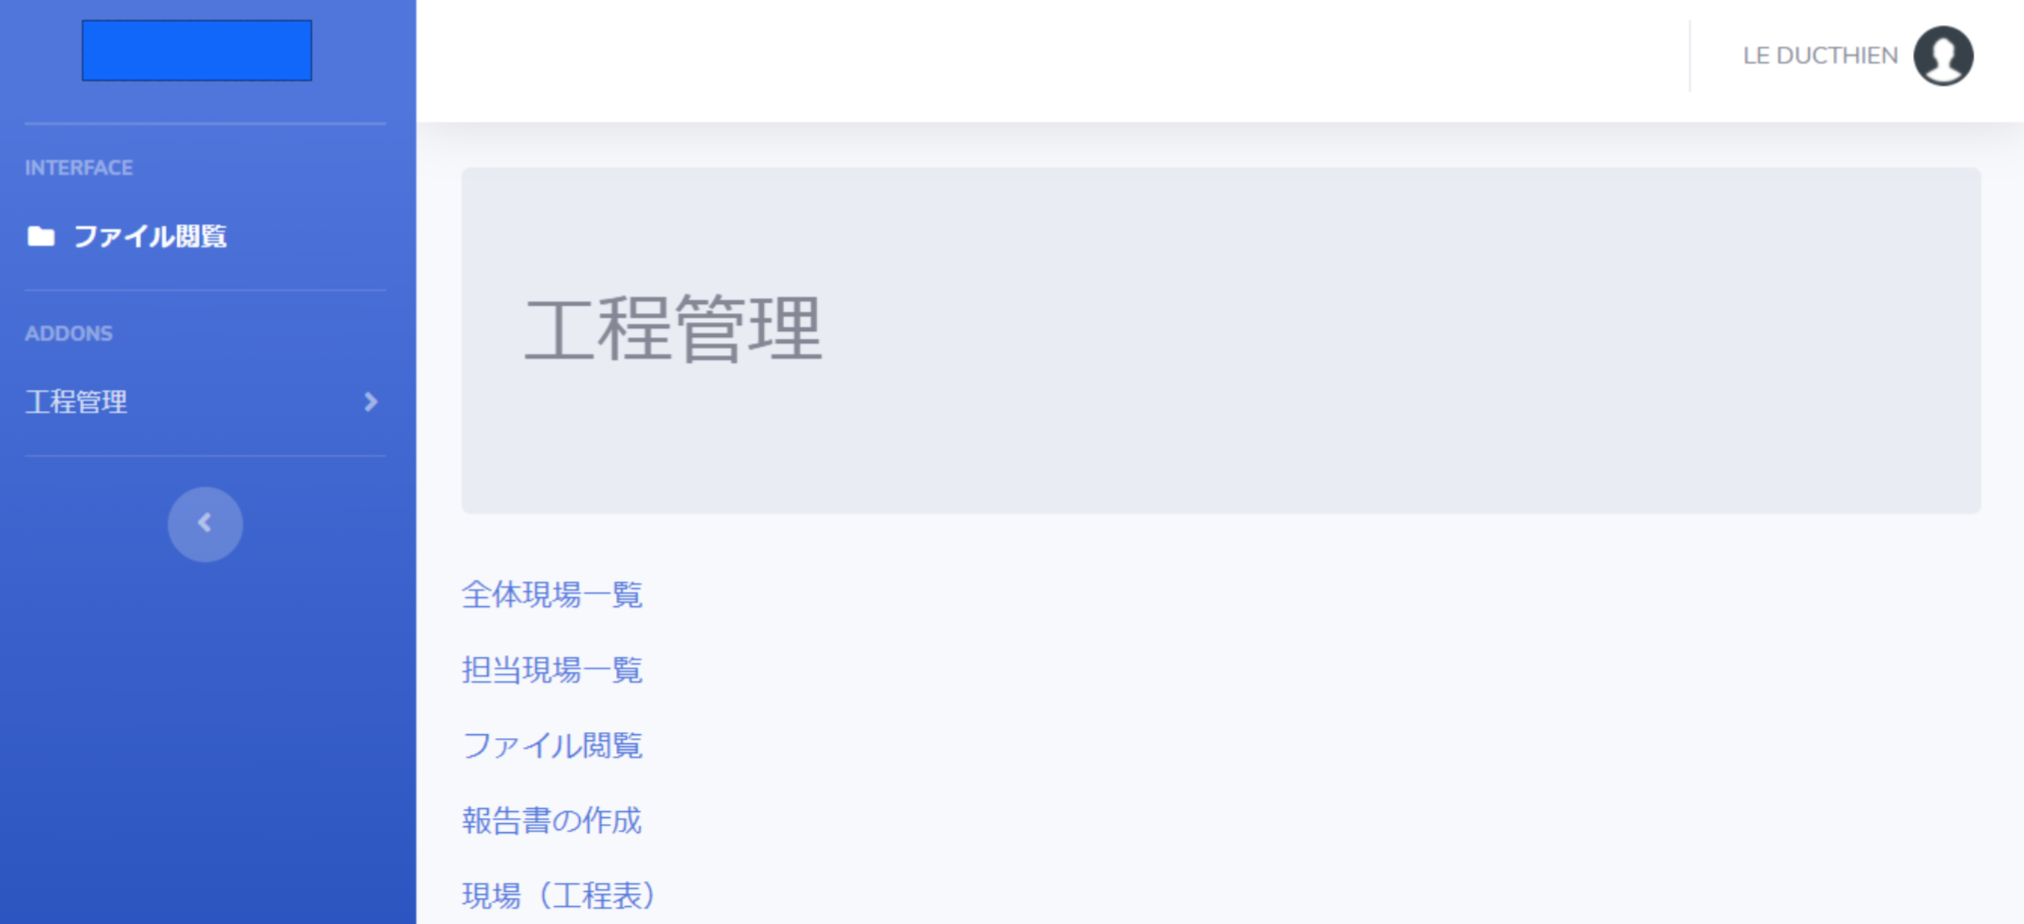 LE DUCTHIEN
INTERFACE
ファイル閲覧
ADDONS
工程管理
工程管理
全体現場一覧
担当現場一覧
ファイル閲覧
報告書の作成
現場（工程表）